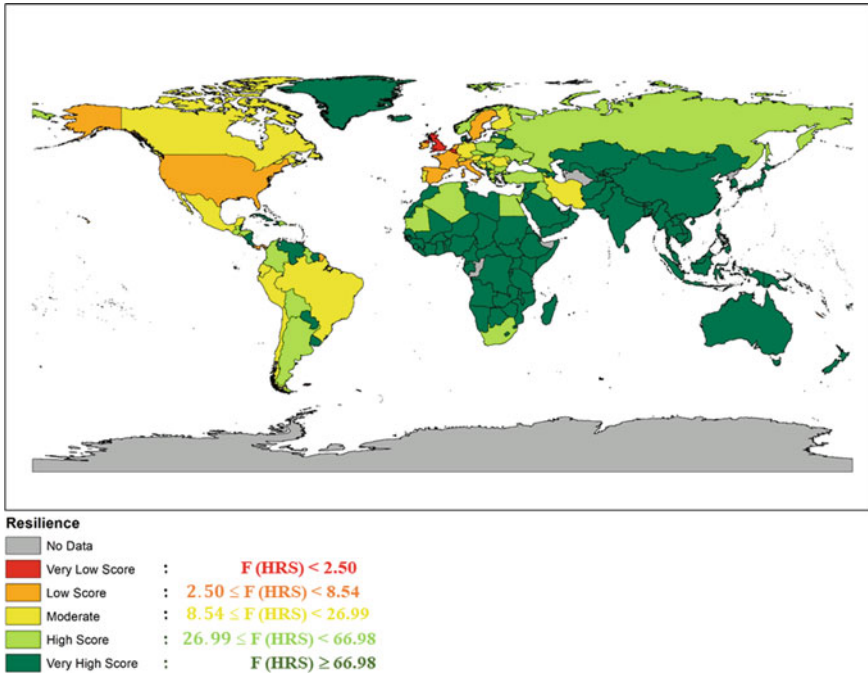 Resilience
No Data
Very Low Score : F (HRS) < 2.50
Low Score : 2.50 ≤ F (HRS) < 8.54
Moderate : 8.54 ≤ F (HRS) < 26.99
High Score : 26.99 ≤ F (HRS) < 66.98
Very High Score : F (HRS) ≥ 66.98